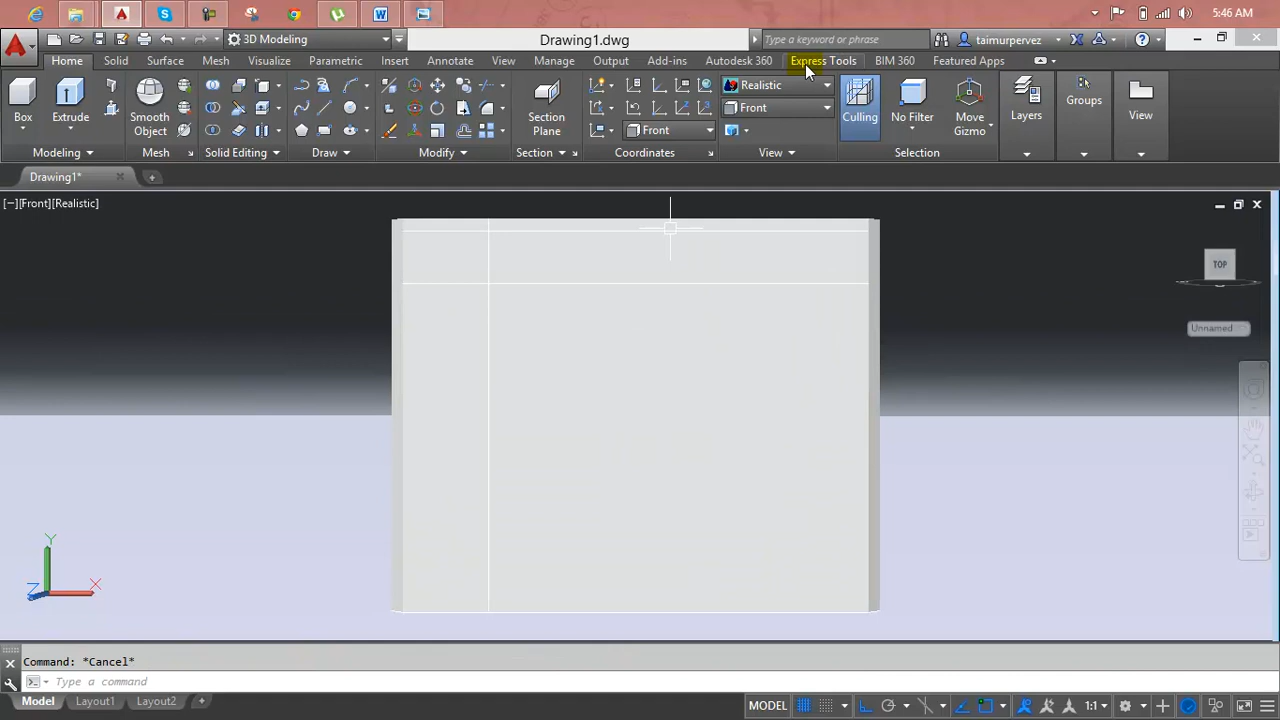 5:46 AM
3D Modeling
Drawing1.dwg
Type a keyword or phrase
taimurpervez
Home Solid Surface Mesh Visualize Parametric Insert Annotate View Manage Output Add-ins Autodesk 360 Express Tools BIM 360 Featured Apps
Realistic
Front
Front
Box Extrude Smooth Object Section Plane Culling No Filter Move Gizmo Layers Groups View
Modeling Mesh Solid Editing Draw Modify Section Coordinates View Selection
Drawing1*
[−][Front][Realistic]
TOP
Unnamed
Y
X
Z
Command: *Cancel*
Type a command
Model Layout1 Layout2 + MODEL 1:1